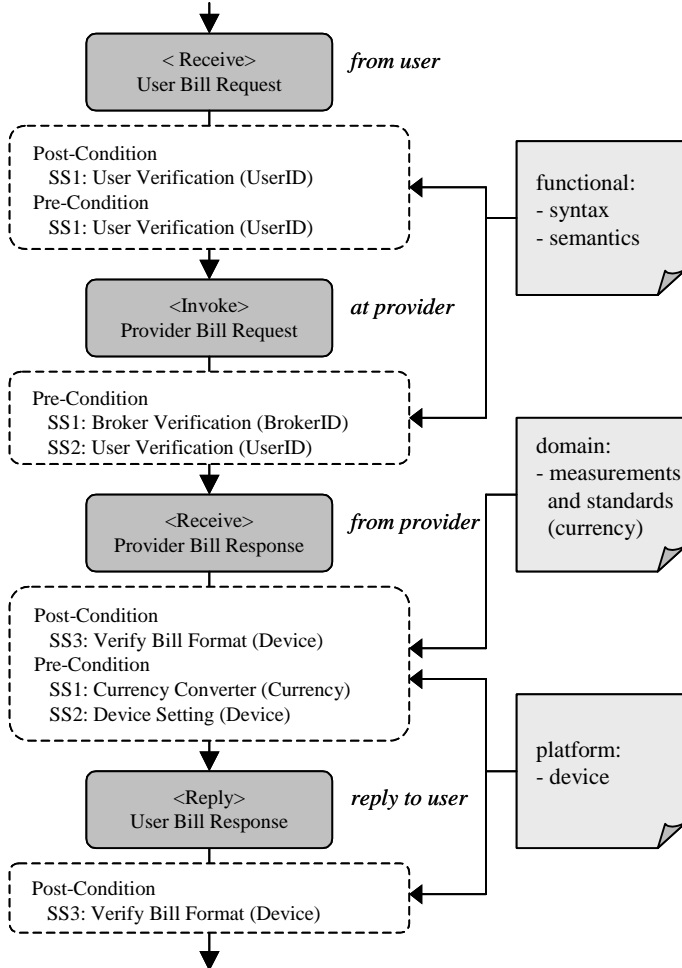 < Receive>
User Bill Request
from user
Post-Condition
SS1: User Verification (UserID)
Pre-Condition
SS1: User Verification (UserID)
functional:
- syntax
- semantics
<Invoke>
Provider Bill Request
at provider
Pre-Condition
SS1: Broker Verification (BrokerID)
SS2: User Verification (UserID)
domain:
- measurements
and standards
(currency)
<Receive>
Provider Bill Response
from provider
Post-Condition
SS3: Verify Bill Format (Device)
Pre-Condition
SS1: Currency Converter (Currency)
SS2: Device Setting (Device)
platform:
- device
<Reply>
User Bill Response
reply to user
Post-Condition
SS3: Verify Bill Format (Device)